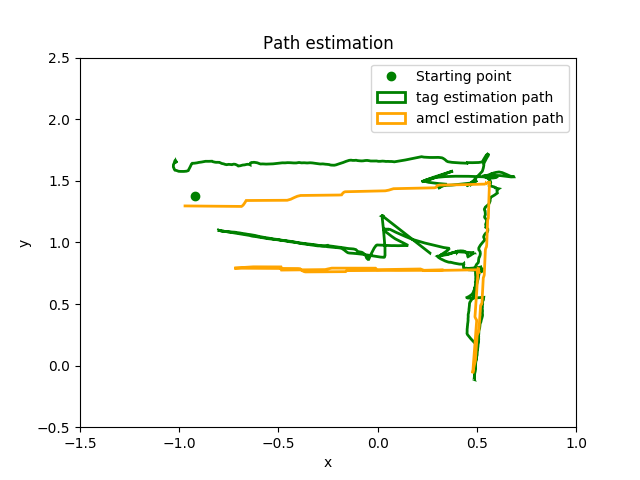 Path estimation
Starting point
tag estimation path
amcl estimation path
2.5
2.0
1.5
1.0
0.5
0.0
−0.5
y
−1.5
−1.0
−0.5
0.0
0.5
1.0
x